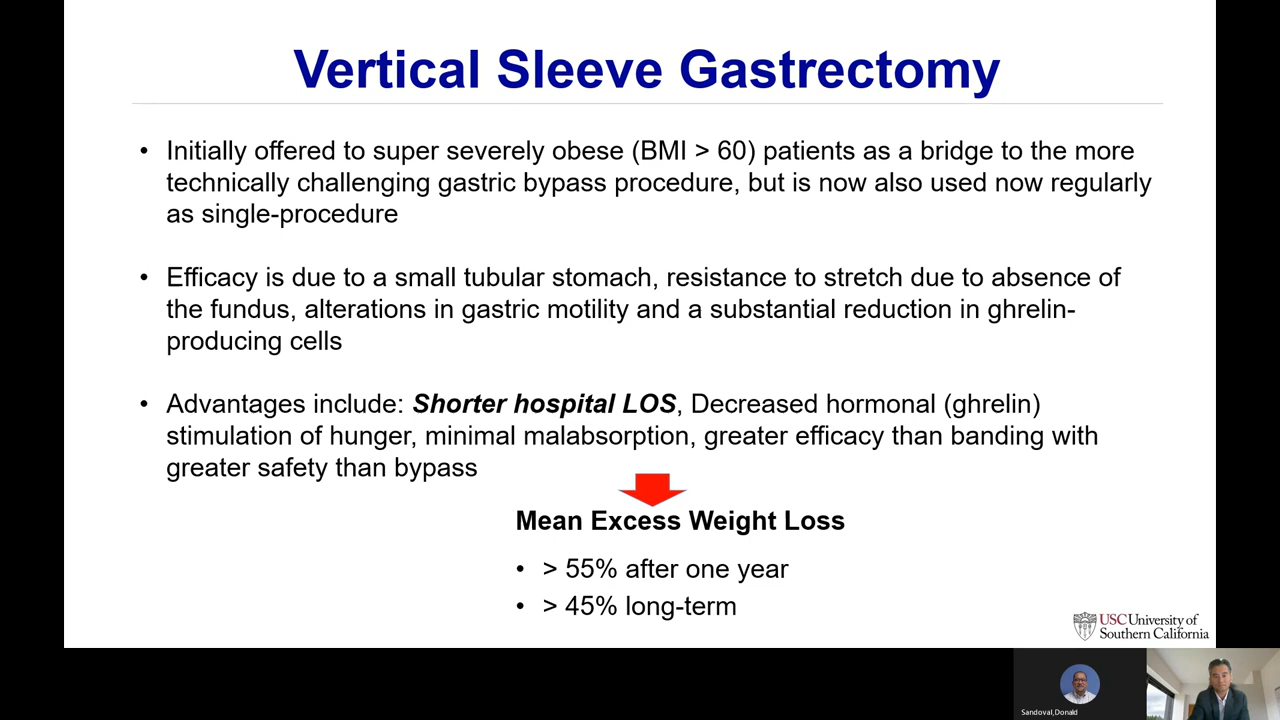 Vertical Sleeve Gastrectomy
• Initially offered to super severely obese (BMI > 60) patients as a bridge to the more
technically challenging gastric bypass procedure, but is now also used now regularly
as single-procedure
• Efficacy is due to a small tubular stomach, resistance to stretch due to absence of
the fundus, alterations in gastric motility and a substantial reduction in ghrelin-
producing cells
• Advantages include: Shorter hospital LOS, Decreased hormonal (ghrelin)
stimulation of hunger, minimal malabsorption, greater efficacy than banding with
greater safety than bypass
Mean Excess Weight Loss
• > 55% after one year
• > 45% long-term
USC University of
Southern California
Sandoval,Donald